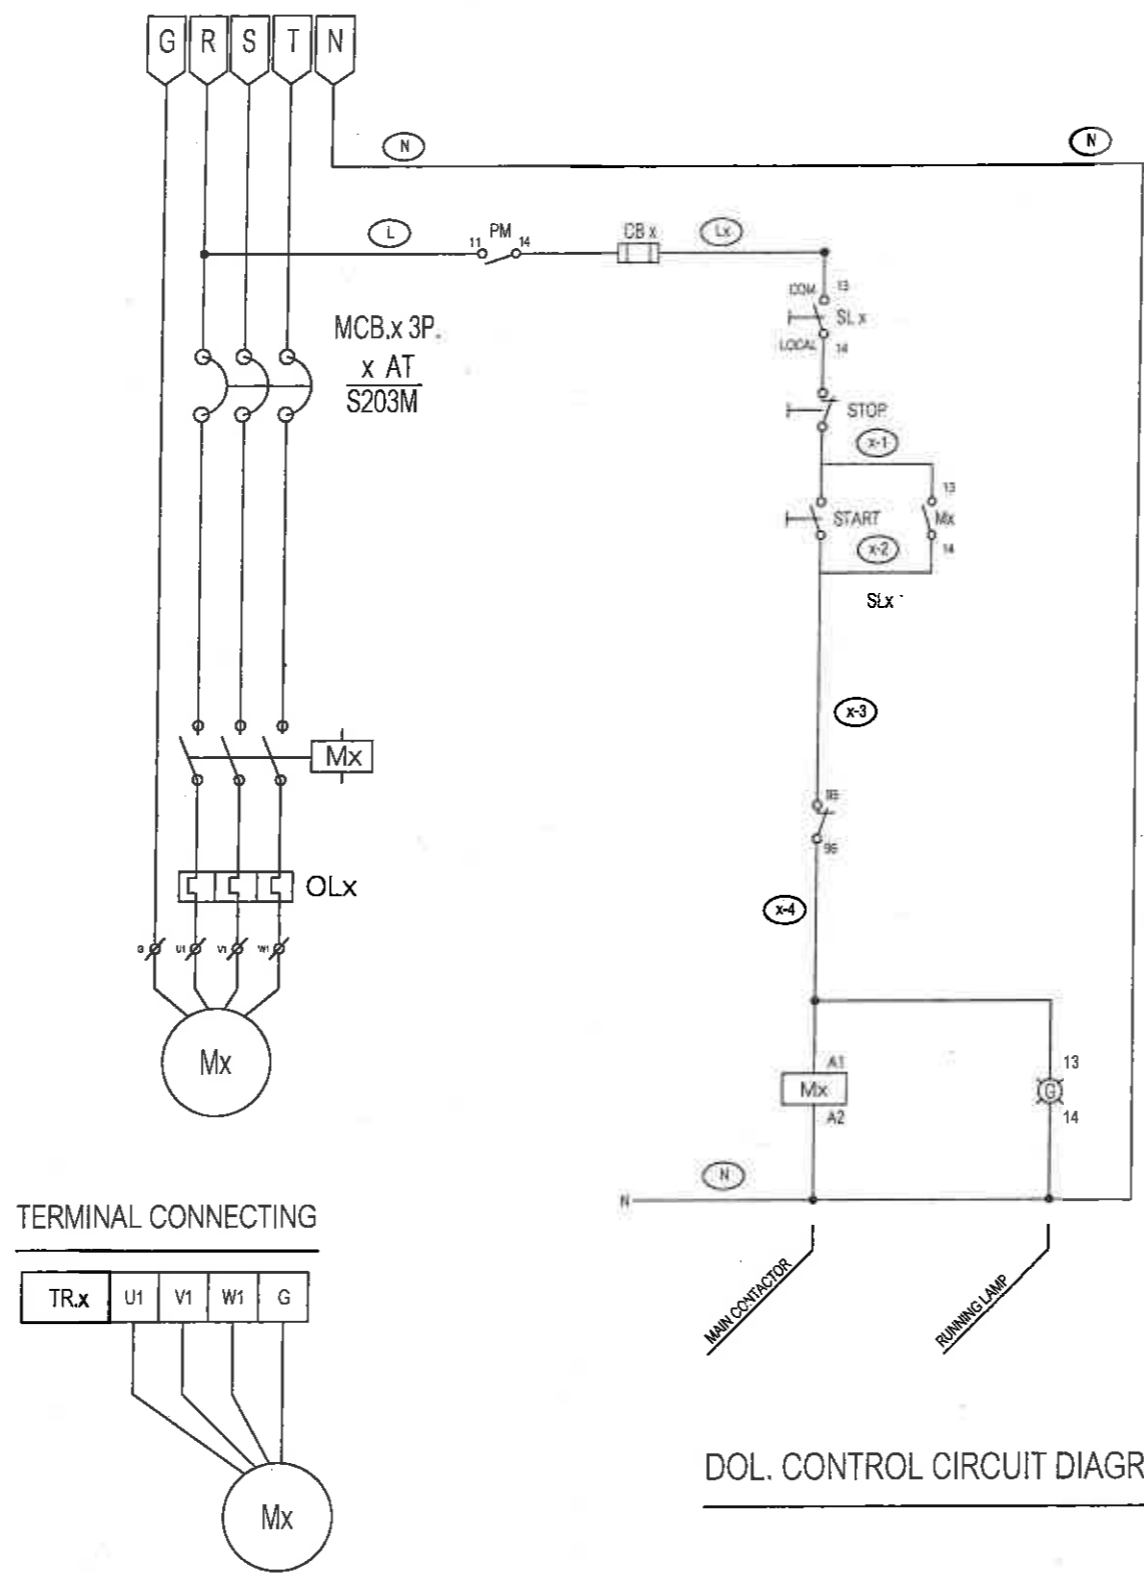 G R S T N
N
N
L
PM
11
14
CB x
Lx
COM
13
SL x
LOCAL
14
MCB.x 3P.
x AT
S203M
STOP
x-1
13
START
Mx
x-2
14
SLx
x-3
Mx
95
96
OLx
x-4
G
U1
V1
W1
Mx
A1
Mx
A2
13
G
14
N
N
TERMINAL CONNECTING
TR.x U1 V1 W1 G
Mx
MAIN CONTACTOR
RUNNING LAMP
DOL. CONTROL CIRCUIT DIAGR